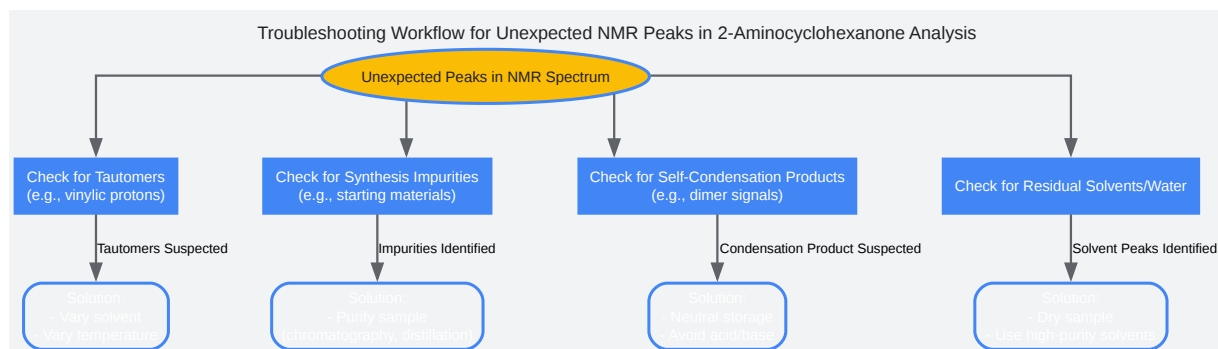 Troubleshooting Workflow for Unexpected NMR Peaks in 2-Aminocyclohexanone Analysis
Unexpected Peaks in NMR Spectrum
Check for Tautomers
(e.g., vinylic protons)
Check for Synthesis Impurities
(e.g., starting materials)
Check for Self-Condensation Products
(e.g., dimer signals)
Check for Residual Solvents/Water
Tautomers Suspected
Impurities Identified
Condensation Product Suspected
Solvent Peaks Identified
Solution:
- Vary solvent
- Vary temperature
Solution:
- Purify sample
(chromatography, distillation)
Solution:
- Neutral storage
- Avoid acid/base
Solution:
- Dry sample
- Use high-purity solvents